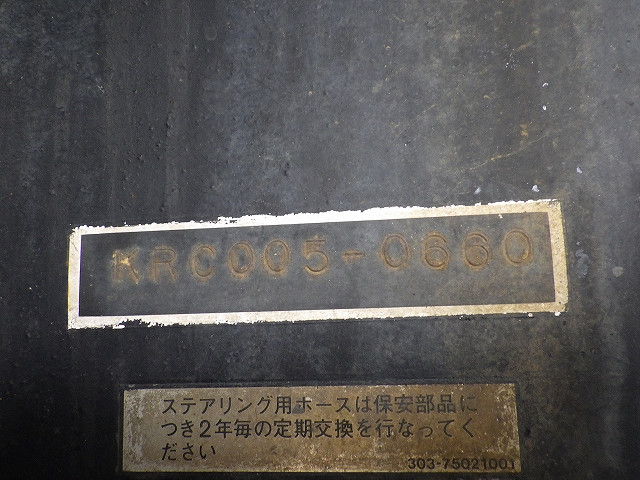 KRC005-0660
ステアリング用ホースは保安部品に
つき2年毎の定期交換を行なってく
ださい
303-75021001